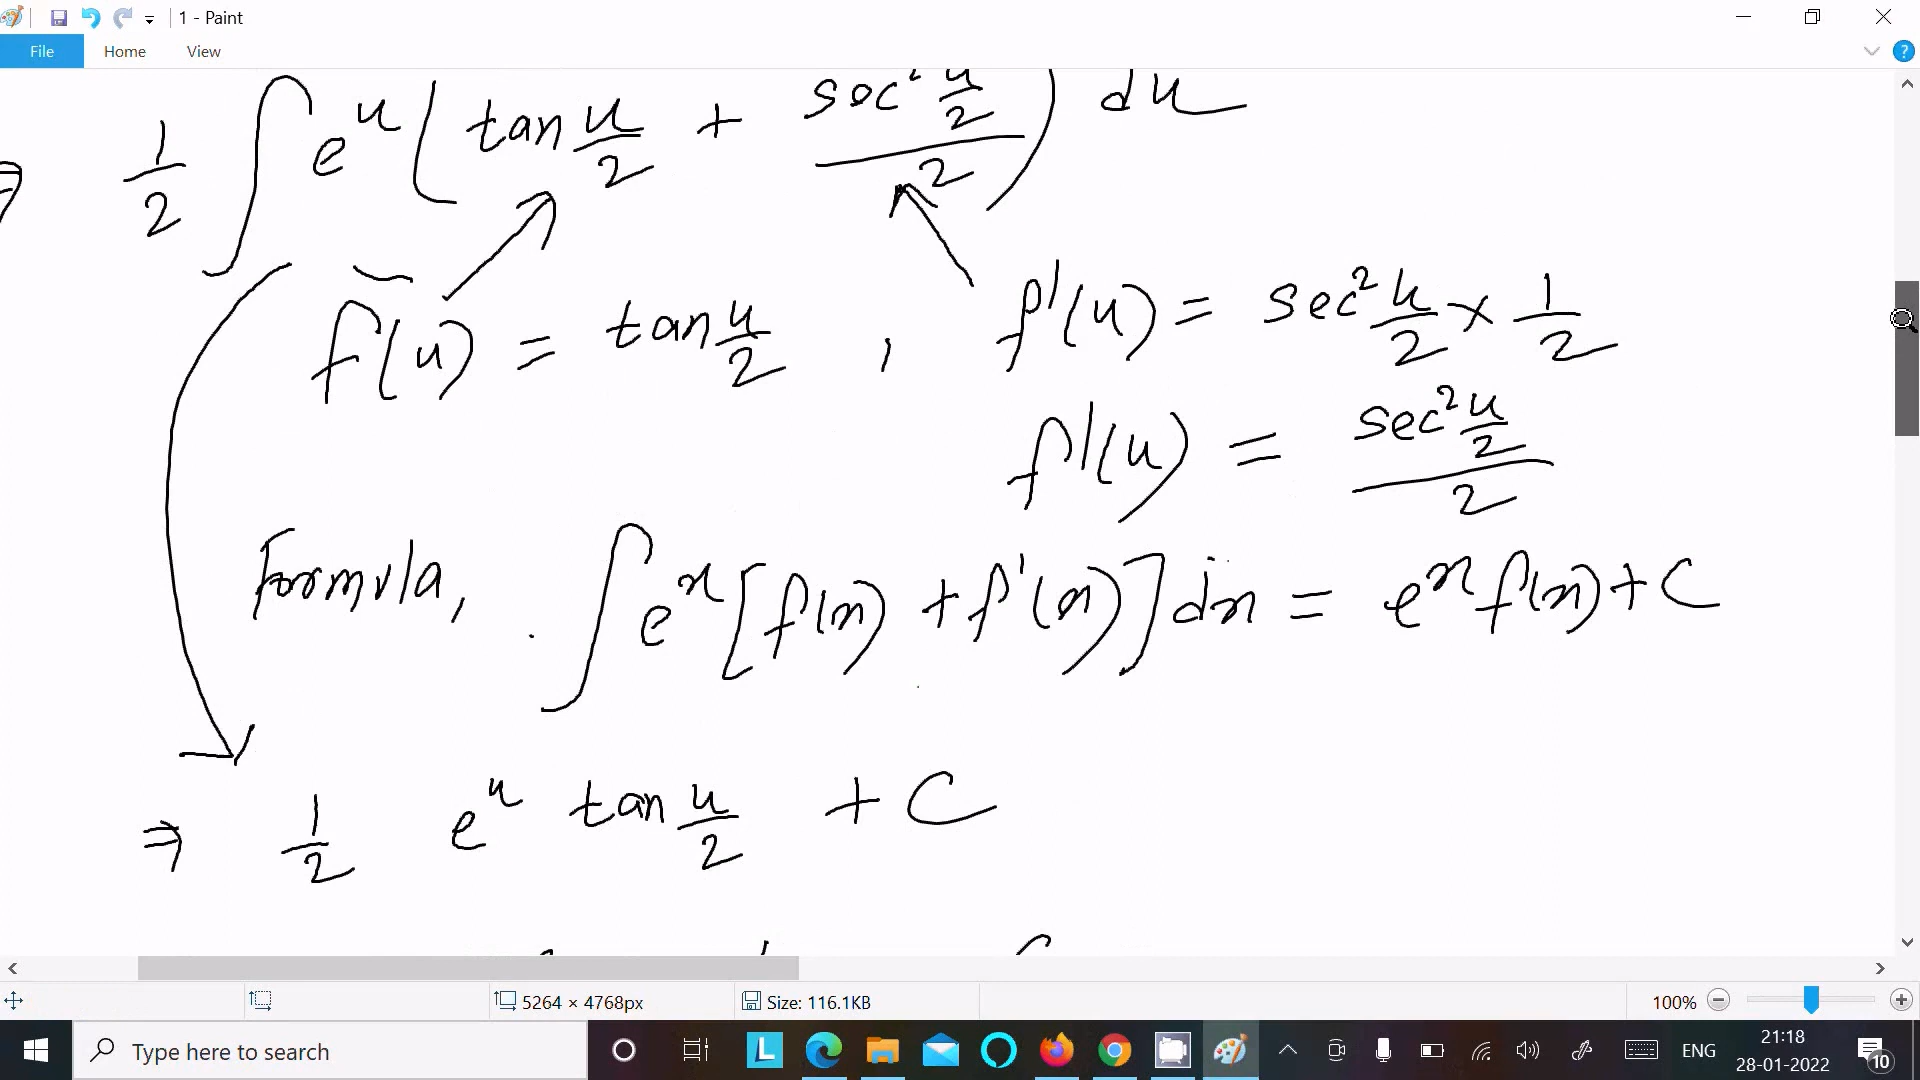 1 - Paint
File Home View
⇒ 1/2 ∫ e^u ( tan u/2 + (sec² u/2)/2 ) du
f(u) = tan u/2 , f'(u) = sec² u/2 × 1/2
f'(u) = (sec² u/2)/2
Formula, ∫ e^x [f(x) + f'(x)] dx = e^x f(x) + C
⇒ 1/2 e^u tan u/2 + C
5264 × 4768px Size: 116.1KB 100%
Type here to search L ENG 21:18 28-01-2022 10